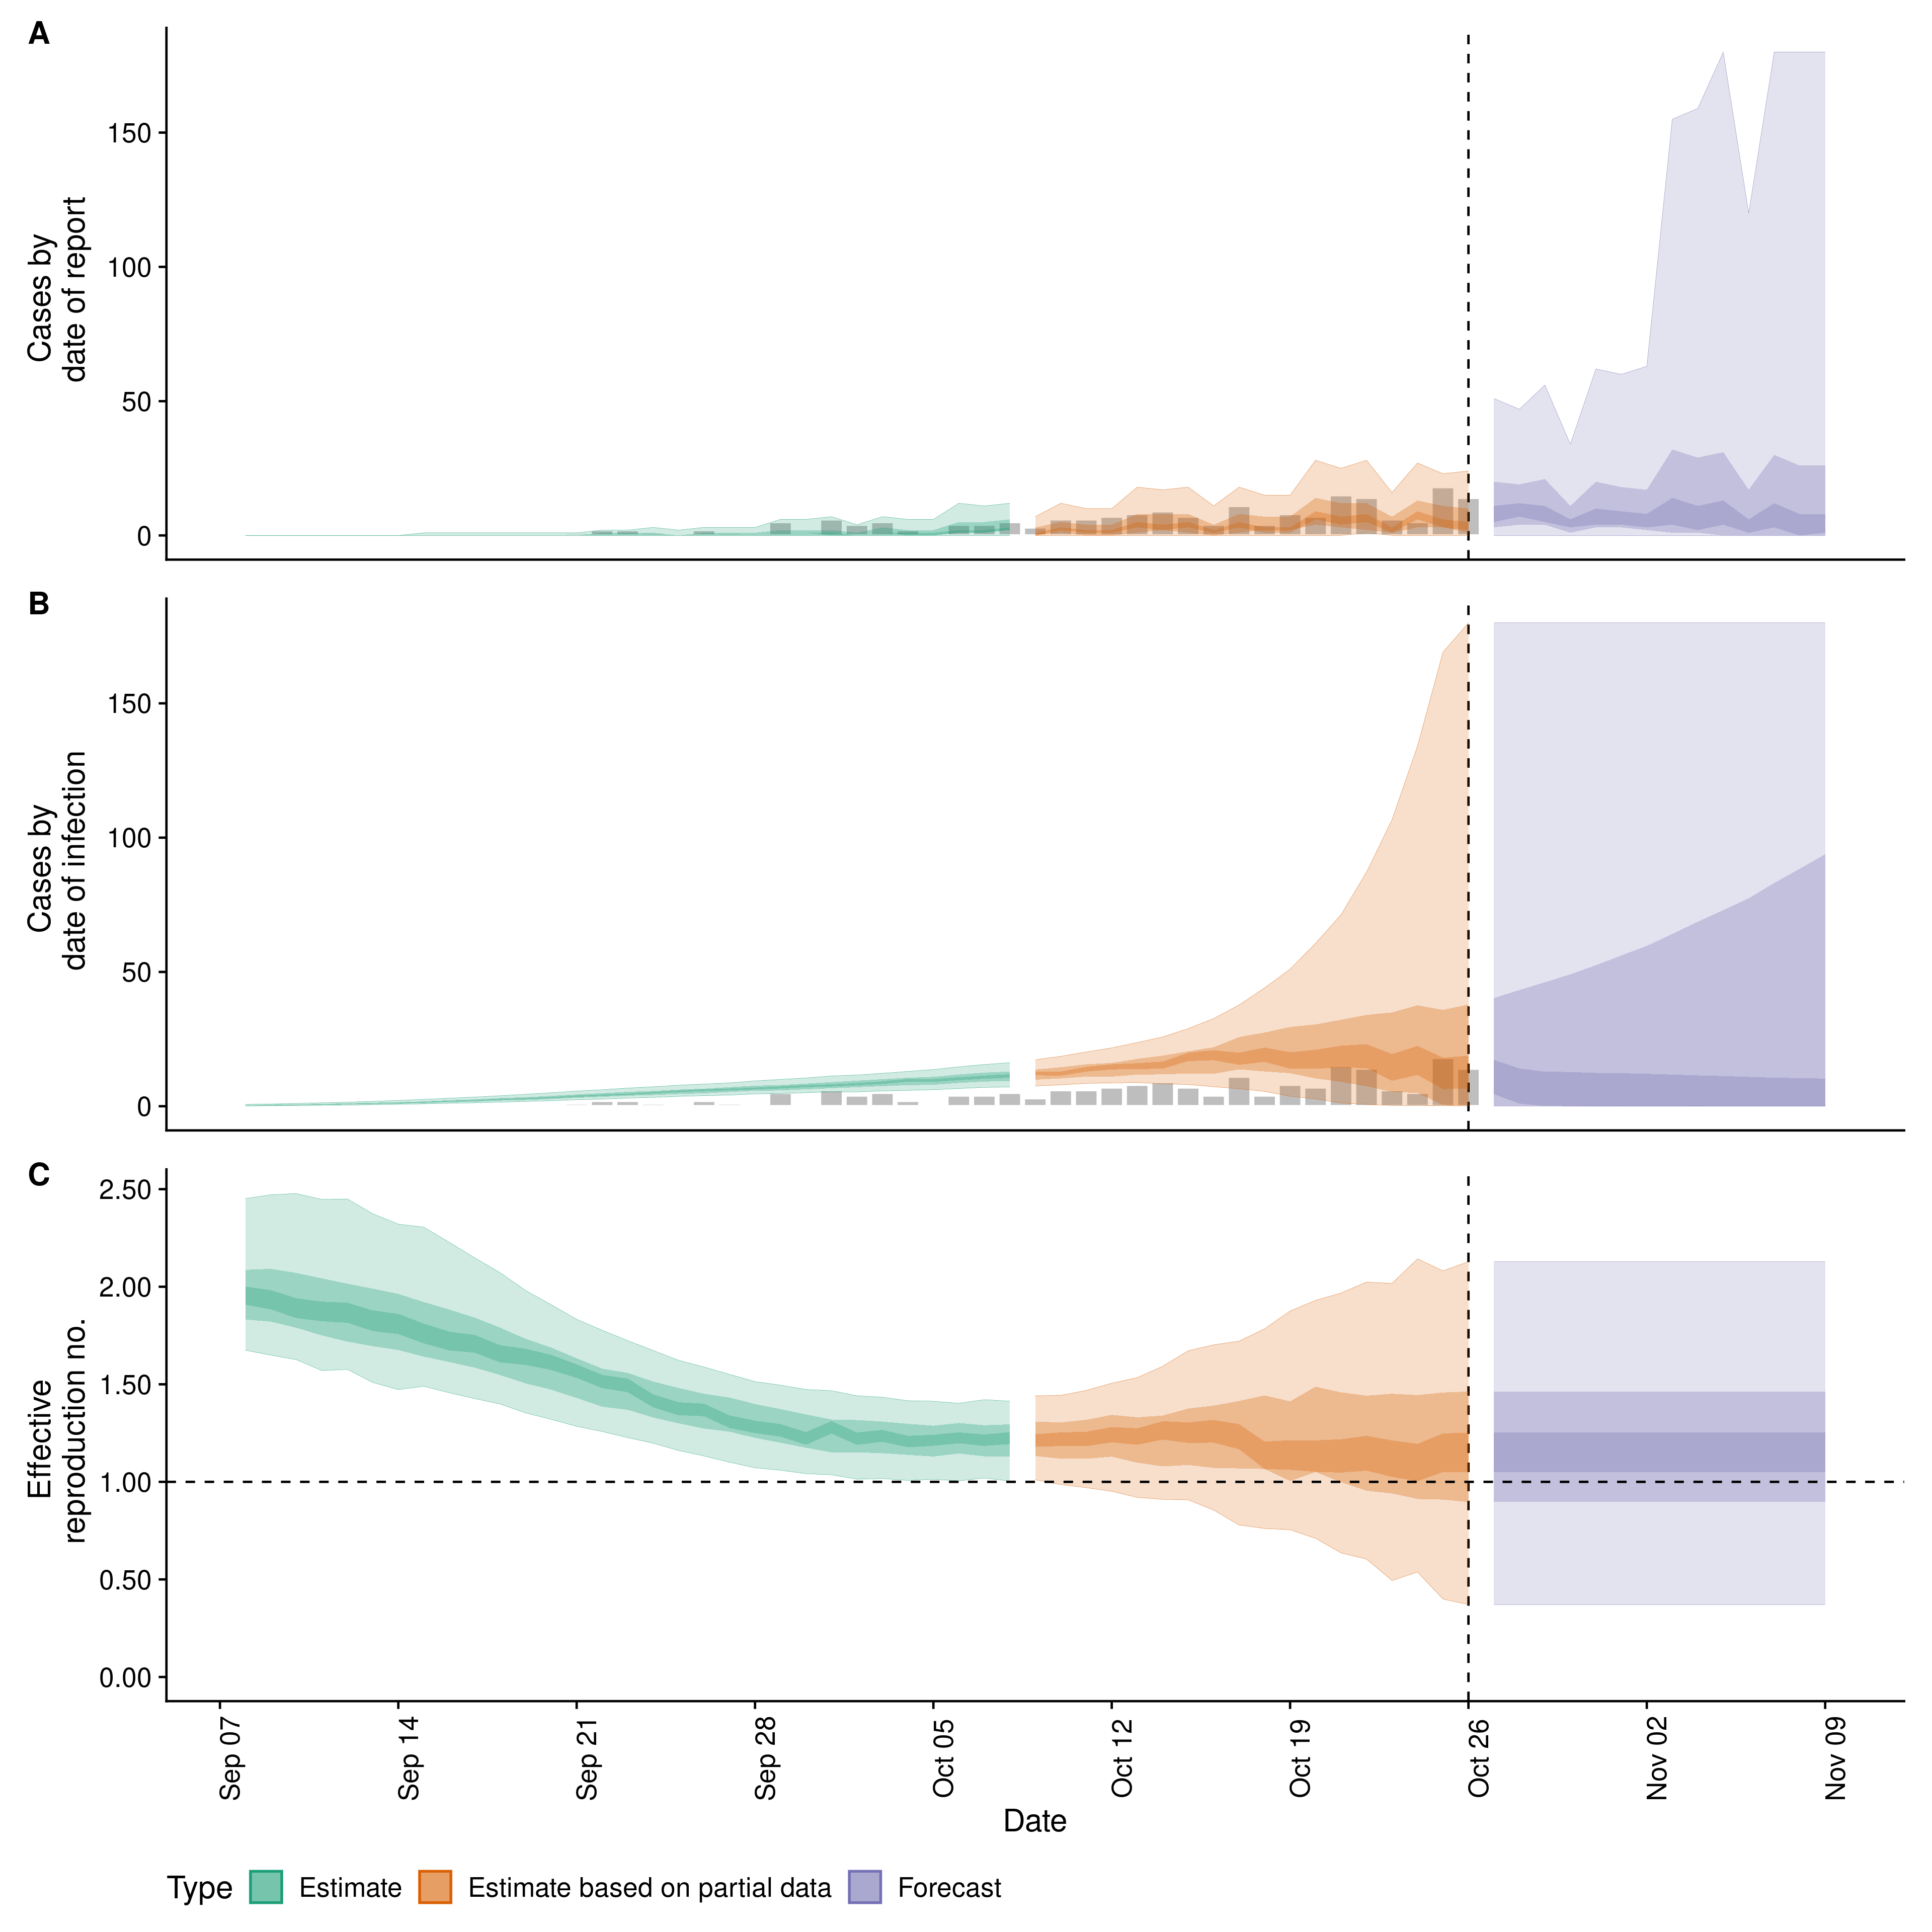 A
Cases by
date of report
150
100
50
0
B
Cases by
date of infection
150
100
50
0
C
Effective
reproduction no.
2.50
2.00
1.50
1.00
0.50
0.00
Sep 07
Sep 14
Sep 21
Sep 28
Oct 05
Oct 12
Oct 19
Oct 26
Nov 02
Nov 09
Date
Type Estimate Estimate based on partial data Forecast